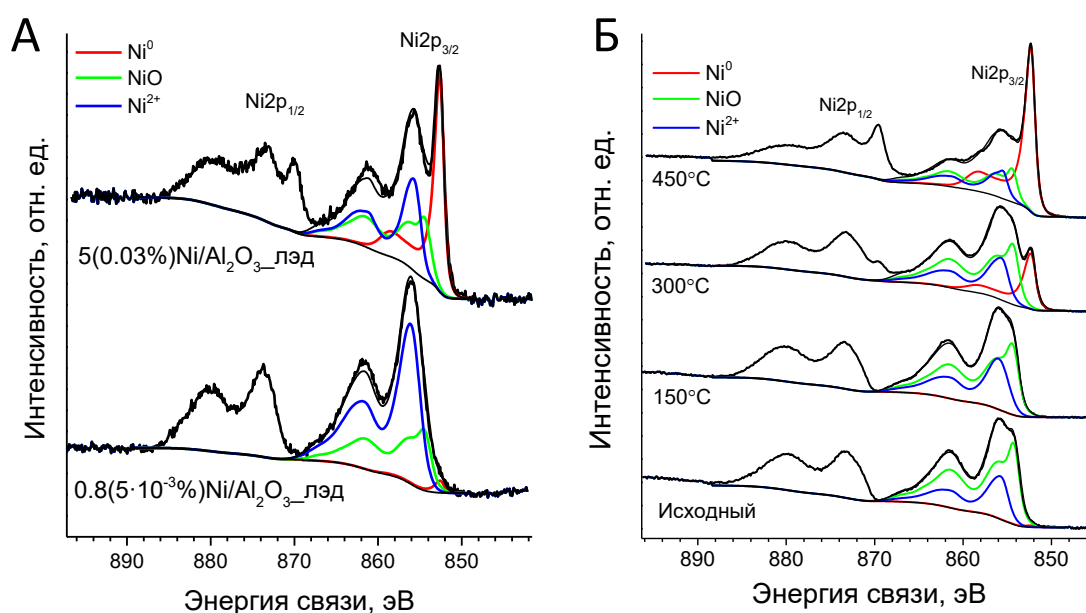 А
Ni⁰
NiO
Ni²⁺
Ni2p₃/₂
Ni2p₁/₂
5(0.03%)Ni/Al₂O₃_лэд
0.8(5·10⁻³%)Ni/Al₂O₃_лэд
Интенсивность, отн. ед.
890 880 870 860 850
Энергия связи, эВ
Б
Ni⁰
NiO
Ni²⁺
Ni2p₃/₂
Ni2p₁/₂
450°C
300°C
150°C
Исходный
Интенсивность, отн. ед.
890 880 870 860 850
Энергия связи, эВ